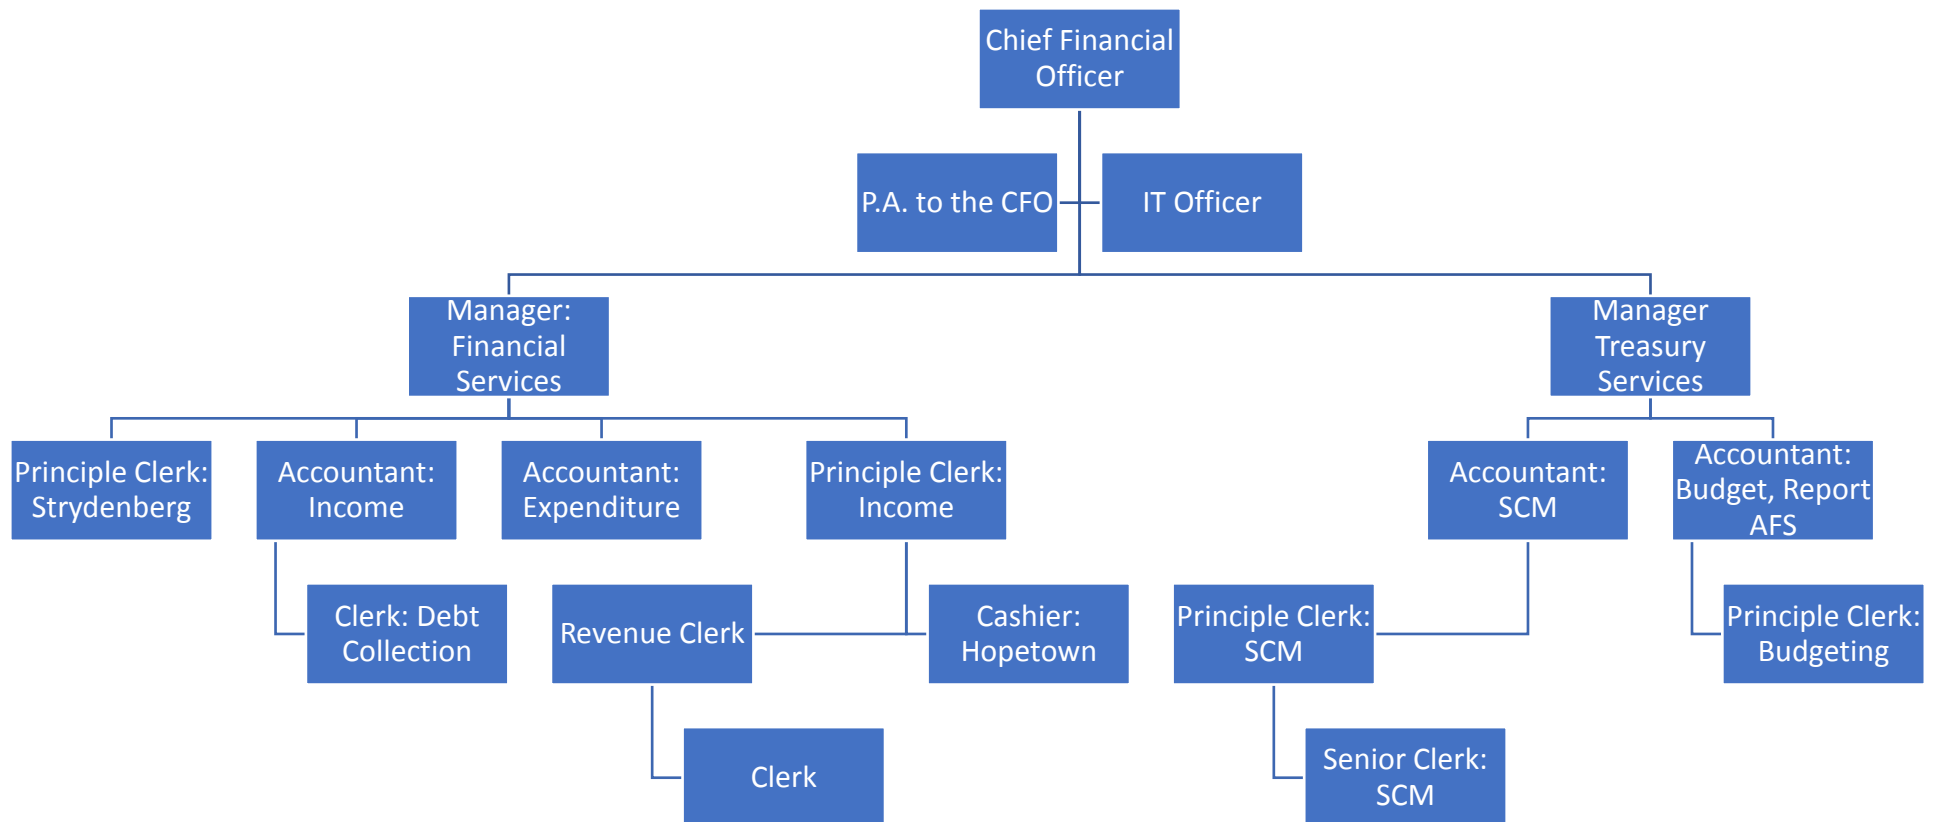 Chief Financial
Officer
P.A. to the CFO
IT Officer
Manager:
Financial
Services
Manager
Treasury
Services
Principle Clerk:
Strydenberg
Accountant:
Income
Accountant:
Expenditure
Principle Clerk:
Income
Accountant:
SCM
Accountant:
Budget, Report
AFS
Clerk: Debt
Collection
Revenue Clerk
Cashier:
Hopetown
Principle Clerk:
SCM
Principle Clerk:
Budgeting
Clerk
Senior Clerk:
SCM